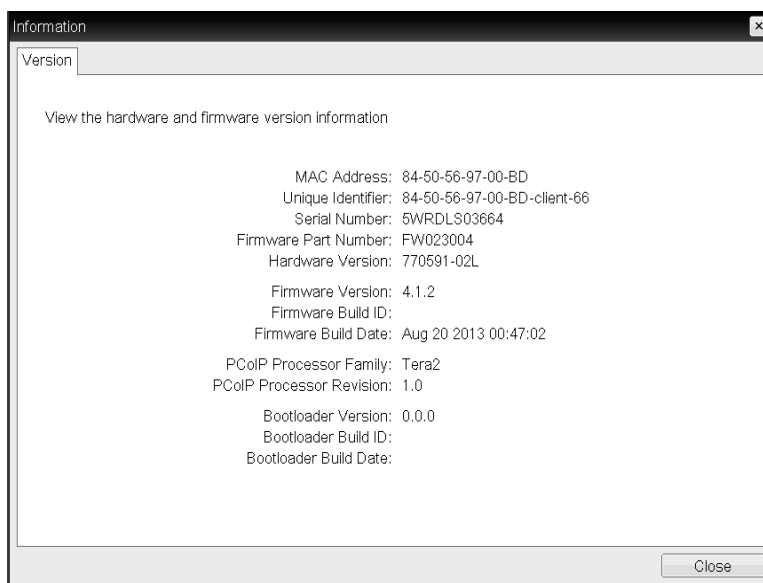 Information
×
Version
View the hardware and firmware version information
MAC Address: 84-50-56-97-00-BD
Unique Identifier: 84-50-56-97-00-BD-client-66
Serial Number: 5WRDLS03664
Firmware Part Number: FW023004
Hardware Version: 770591-02L
Firmware Version: 4.1.2
Firmware Build ID:
Firmware Build Date: Aug 20 2013 00:47:02
PCoIP Processor Family: Tera2
PCoIP Processor Revision: 1.0
Bootloader Version: 0.0.0
Bootloader Build ID:
Bootloader Build Date:
Close